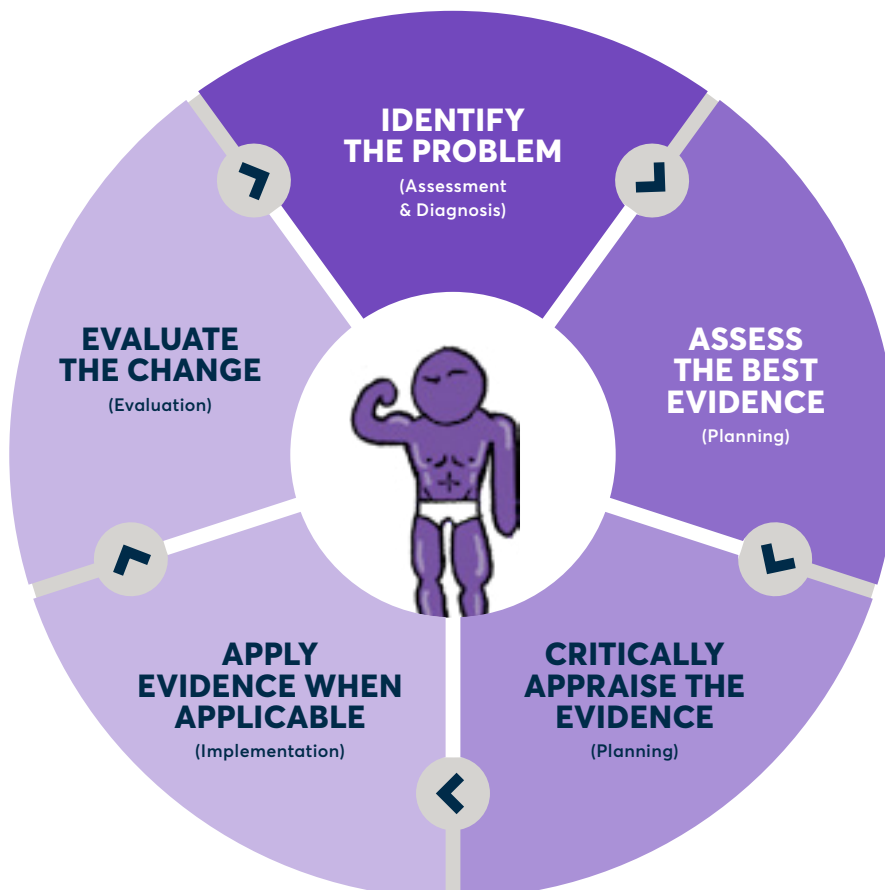 IDENTIFY
THE PROBLEM
(Assessment
& Diagnosis)
ASSESS
THE BEST
EVIDENCE
(Planning)
CRITICALLY
APPRAISE THE
EVIDENCE
(Planning)
APPLY
EVIDENCE WHEN
APPLICABLE
(Implementation)
EVALUATE
THE CHANGE
(Evaluation)